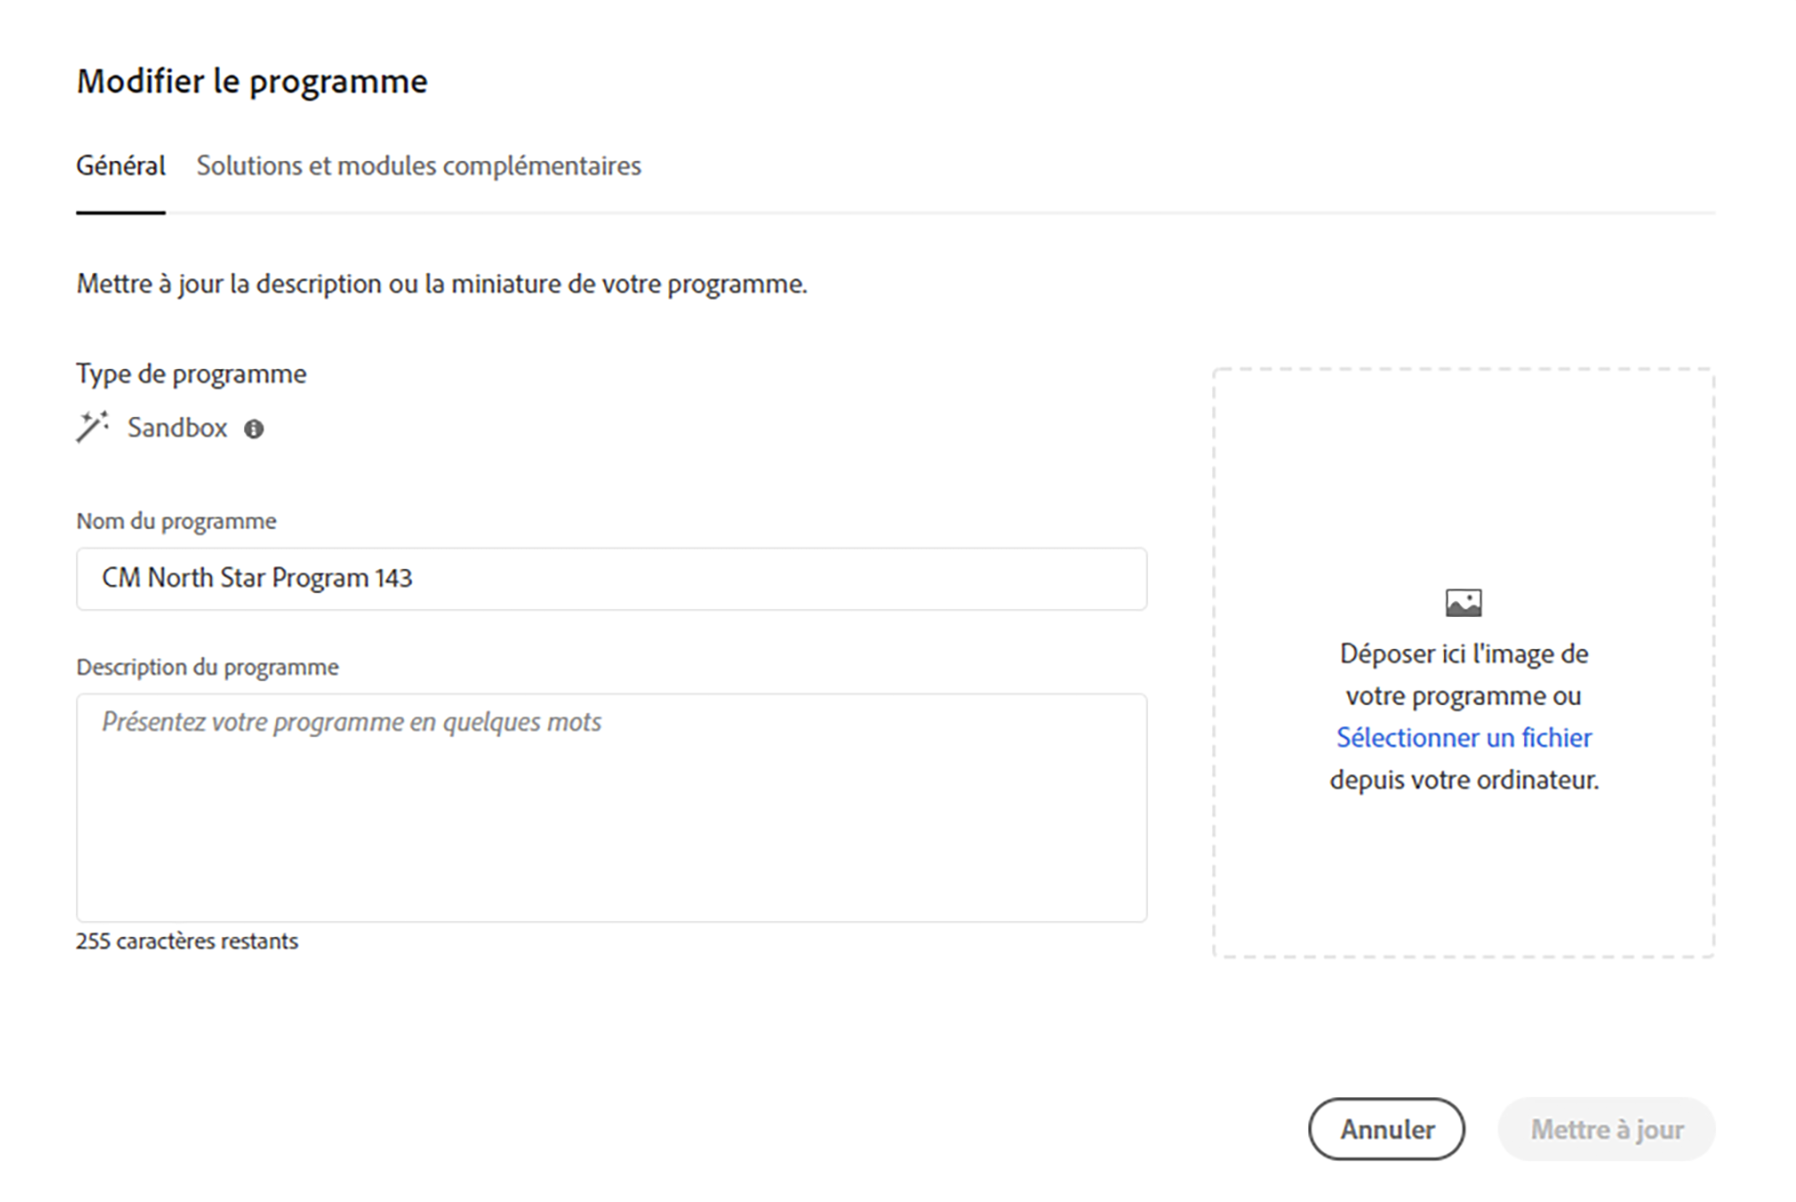 Modifier le programme
Général Solutions et modules complémentaires
Mettre à jour la description ou la miniature de votre programme.
Type de programme
Sandbox
Nom du programme
CM North Star Program 143
Description du programme
Présentez votre programme en quelques mots
255 caractères restants
Déposer ici l'image de
votre programme ou
Sélectionner un fichier
depuis votre ordinateur.
Annuler Mettre à jour